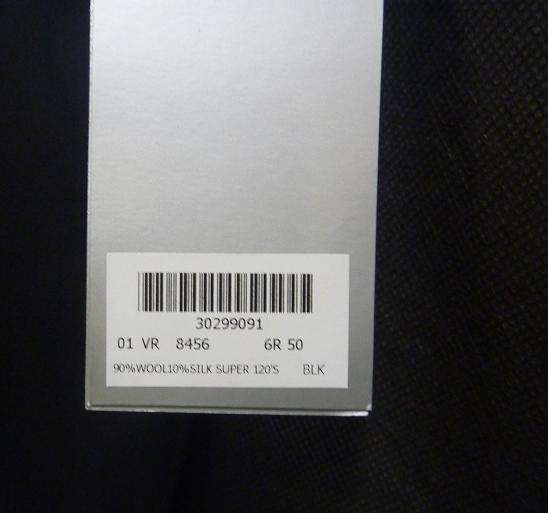 30299091
01 VR 8456 6R 50
90%WOOL10%SILK SUPER 120'S BLK